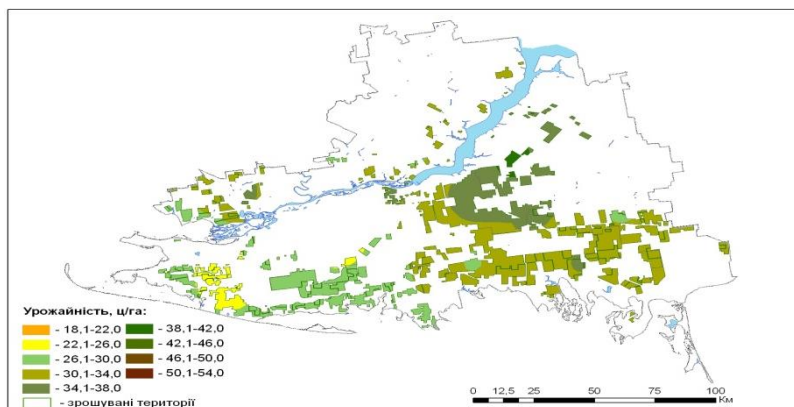 Урожайність, ц/га:
- 18,1-22,0
- 22,1-26,0
- 26,1-30,0
- 30,1-34,0
- 34,1-38,0
- 38,1-42,0
- 42,1-46,0
- 46,1-50,0
- 50,1-54,0
- зрошувані території
0 12,5 25 50 75 100
Км